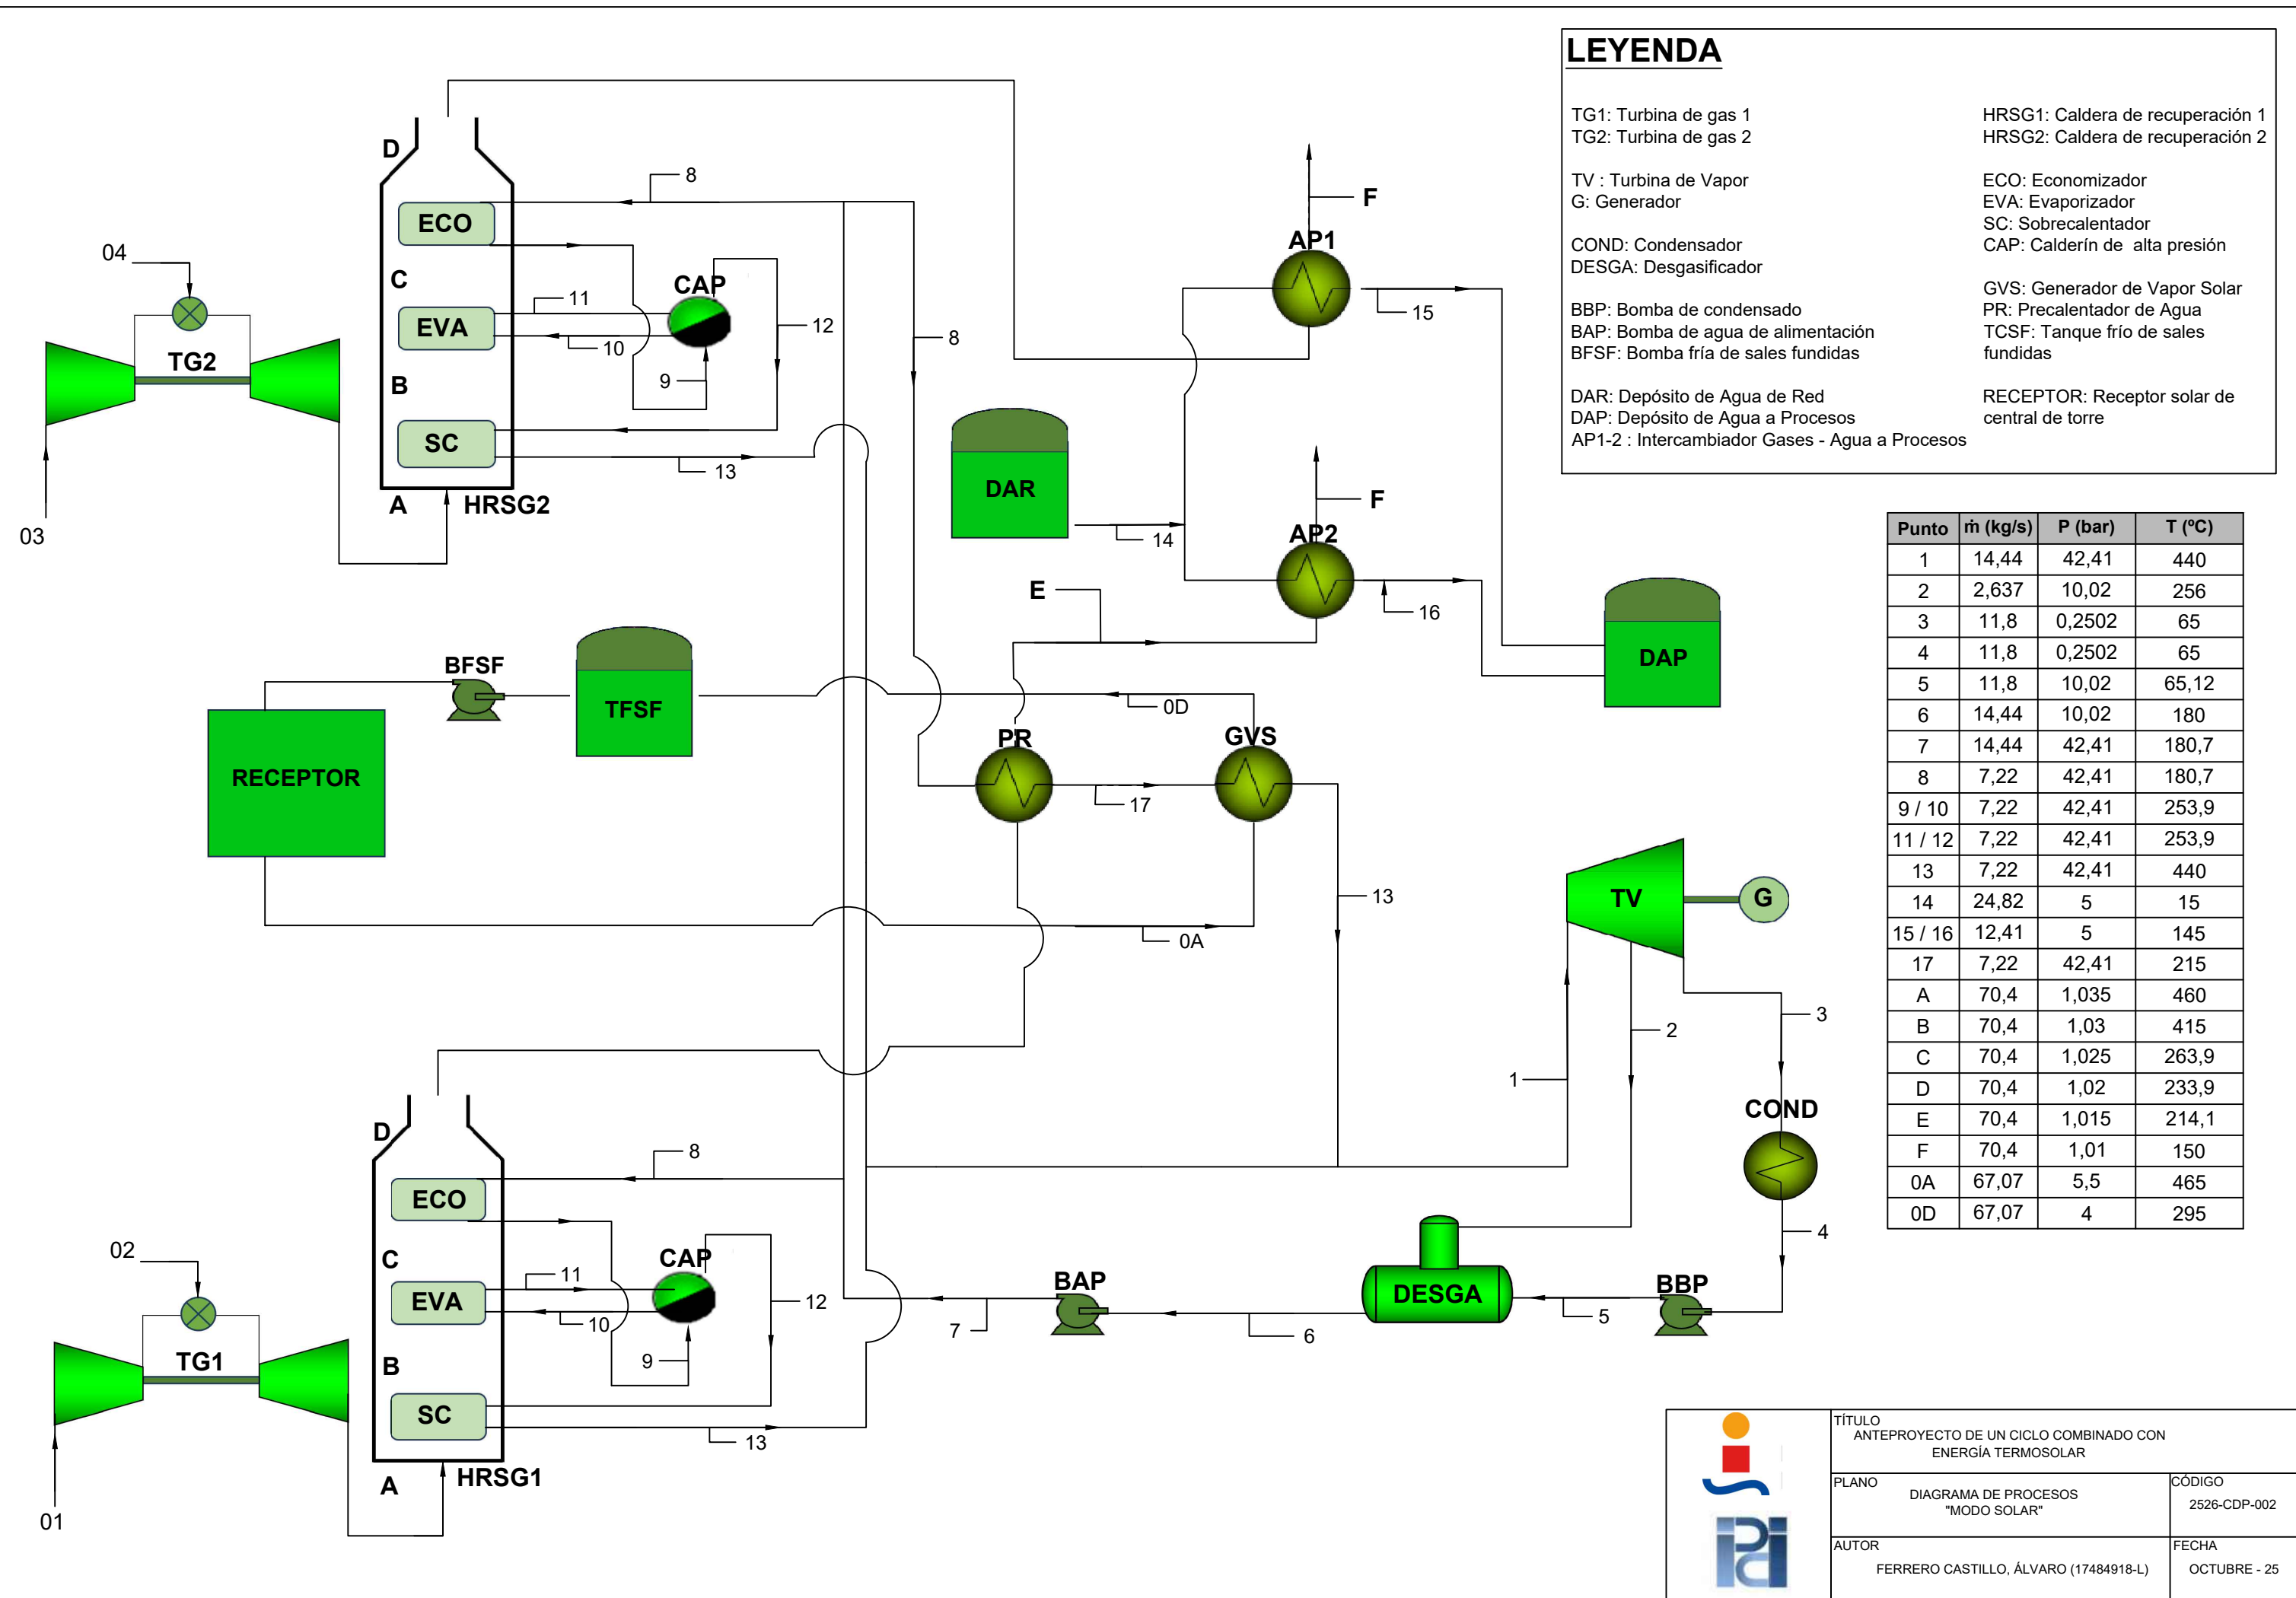 LEYENDA
TG1: Turbina de gas 1
TG2: Turbina de gas 2
TV : Turbina de Vapor
G: Generador
COND: Condensador
DESGA: Desgasificador
BBP: Bomba de condensado
BAP: Bomba de agua de alimentación
BFSF: Bomba fría de sales fundidas
DAR: Depósito de Agua de Red
DAP: Depósito de Agua a Procesos
AP1-2 : Intercambiador Gases - Agua a Procesos
HRSG1: Caldera de recuperación 1
HRSG2: Caldera de recuperación 2
ECO: Economizador
EVA: Evaporizador
SC: Sobrecalentador
CAP: Calderín de alta presión
GVS: Generador de Vapor Solar
PR: Precalentador de Agua
TCSF: Tanque frío de sales
fundidas
RECEPTOR: Receptor solar de
central de torre
D
8
ECO
04
C
CAP
11
EVA
12
10
TG2
9
B
SC
13
A
HRSG2
03
8
F
AP1
15
DAR
14
F
AP2
16
E
DAP
BFSF
TFSF
0D
RECEPTOR
PR
GVS
17
13
0A
TV
G
3
2
1
COND
4
D
8
ECO
02
C
CAP
11
EVA
12
10
TG1
9
B
SC
13
A
HRSG1
01
BAP
7
6
DESGA
5
BBP
Punto ṁ (kg/s) P (bar) T (ºC)
1 14,44 42,41 440
2 2,637 10,02 256
3 11,8 0,2502 65
4 11,8 0,2502 65
5 11,8 10,02 65,12
6 14,44 10,02 180
7 14,44 42,41 180,7
8 7,22 42,41 180,7
9 / 10 7,22 42,41 253,9
11 / 12 7,22 42,41 253,9
13 7,22 42,41 440
14 24,82 5 15
15 / 16 12,41 5 145
17 7,22 42,41 215
A 70,4 1,035 460
B 70,4 1,03 415
C 70,4 1,025 263,9
D 70,4 1,02 233,9
E 70,4 1,015 214,1
F 70,4 1,01 150
0A 67,07 5,5 465
0D 67,07 4 295
TÍTULO
ANTEPROYECTO DE UN CICLO COMBINADO CON
ENERGÍA TERMOSOLAR
PLANO
DIAGRAMA DE PROCESOS
"MODO SOLAR"
CÓDIGO
2526-CDP-002
AUTOR
FERRERO CASTILLO, ÁLVARO (17484918-L)
FECHA
OCTUBRE - 25